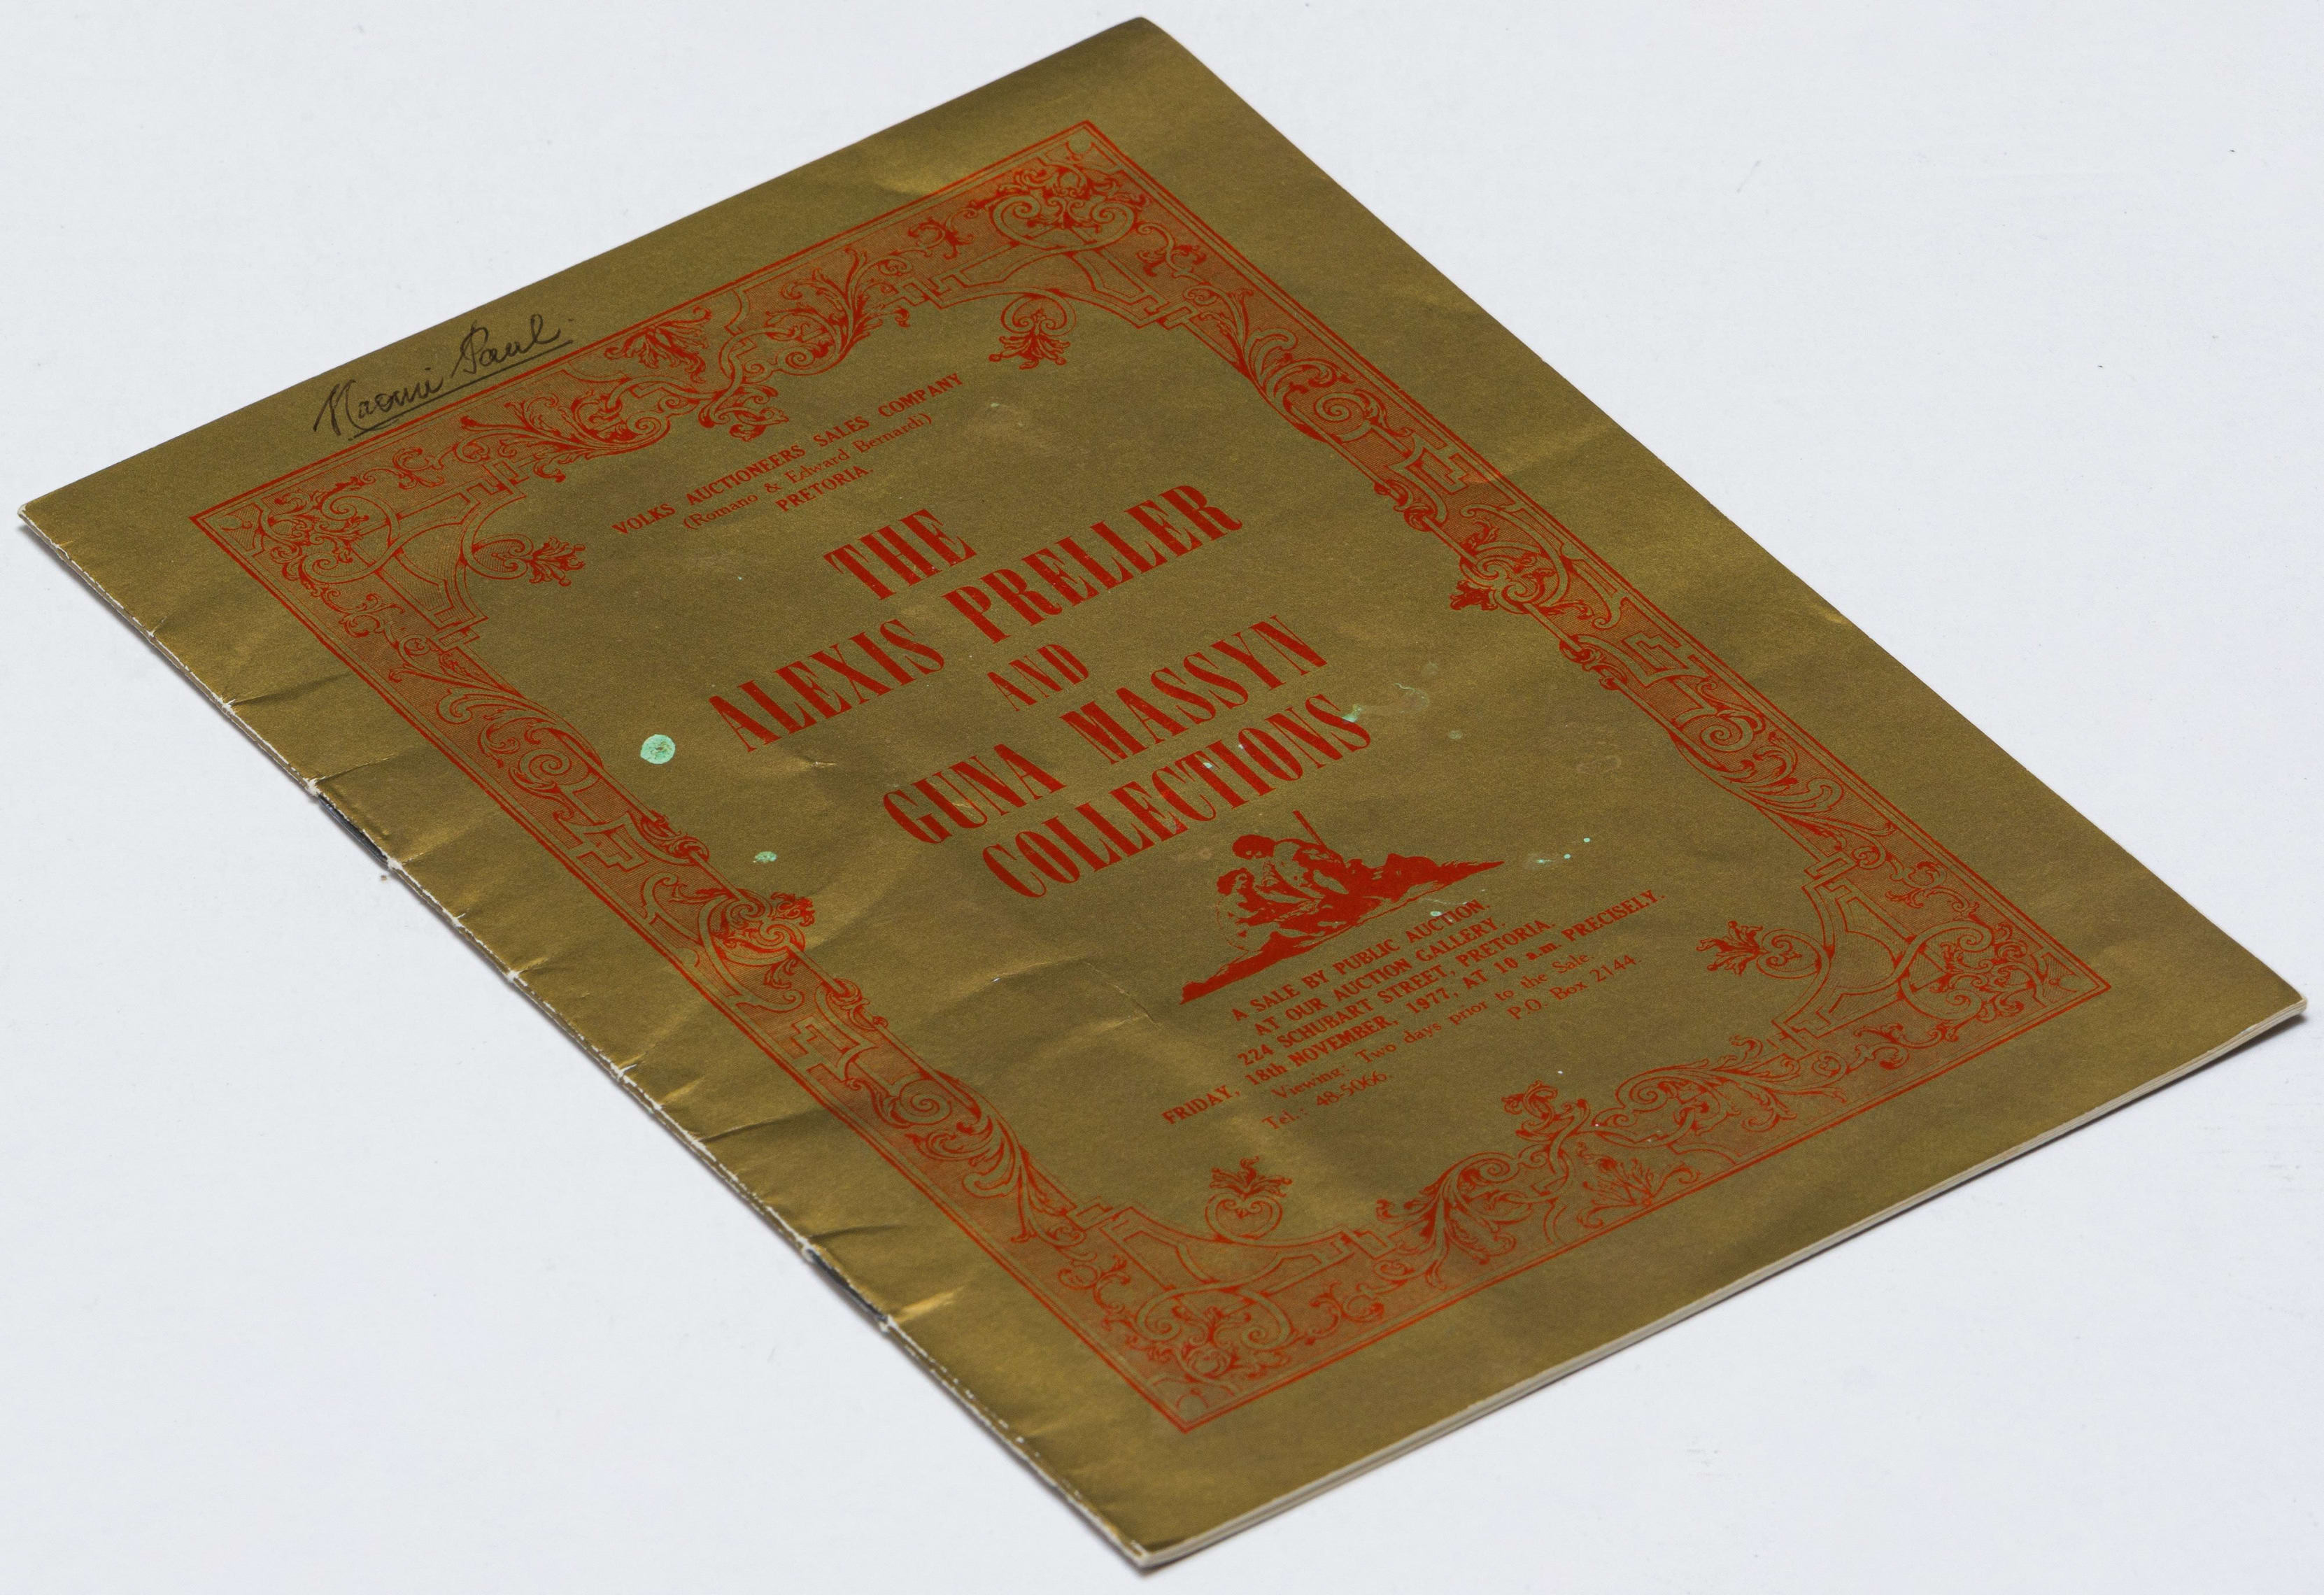 Naomi Paul
VOLKS AUCTIONEERS SALES COMPANY
(Romano & Edward Bernardi)
PRETORIA.
THE
ALEXIS PRELLER
AND
GUNA MASSYN
COLLECTIONS
A SALE BY PUBLIC AUCTION.
AT OUR AUCTION GALLERY,
224 SCHUBART STREET, PRETORIA.
FRIDAY, 18th NOVEMBER, 1977, AT 10 a.m. PRECISELY.
Viewing: Two days prior to the Sale.
Tel.: 48-5066. P.O. Box 2144.